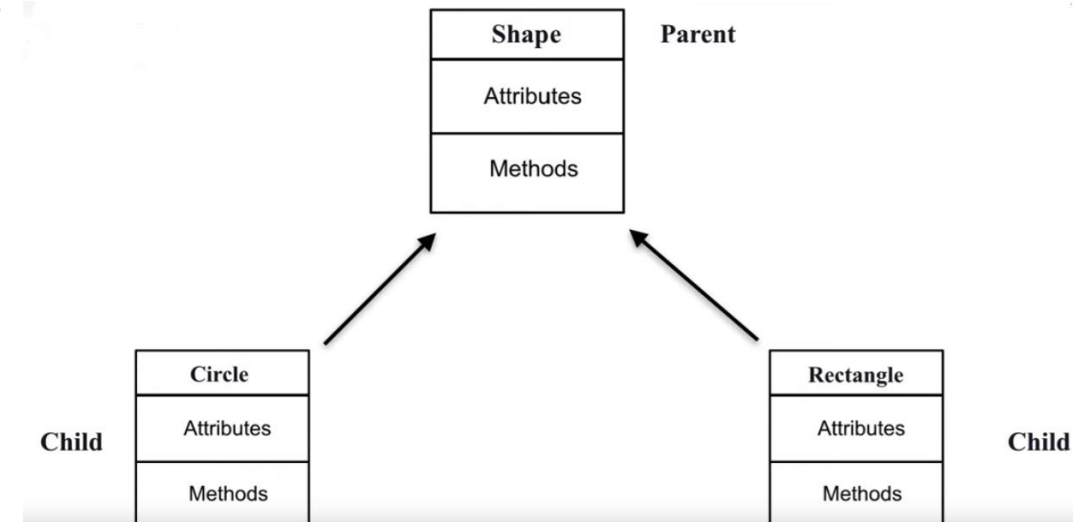 Shape
Parent
Attributes
Methods
Circle
Attributes
Methods
Child
Rectangle
Attributes
Methods
Child